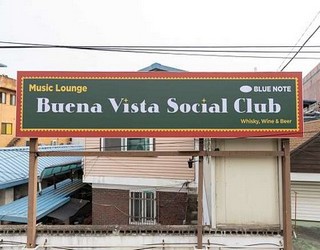 Music Lounge
BLUE NOTE
Buena Vista Social Club
Whisky, Wine & Beer